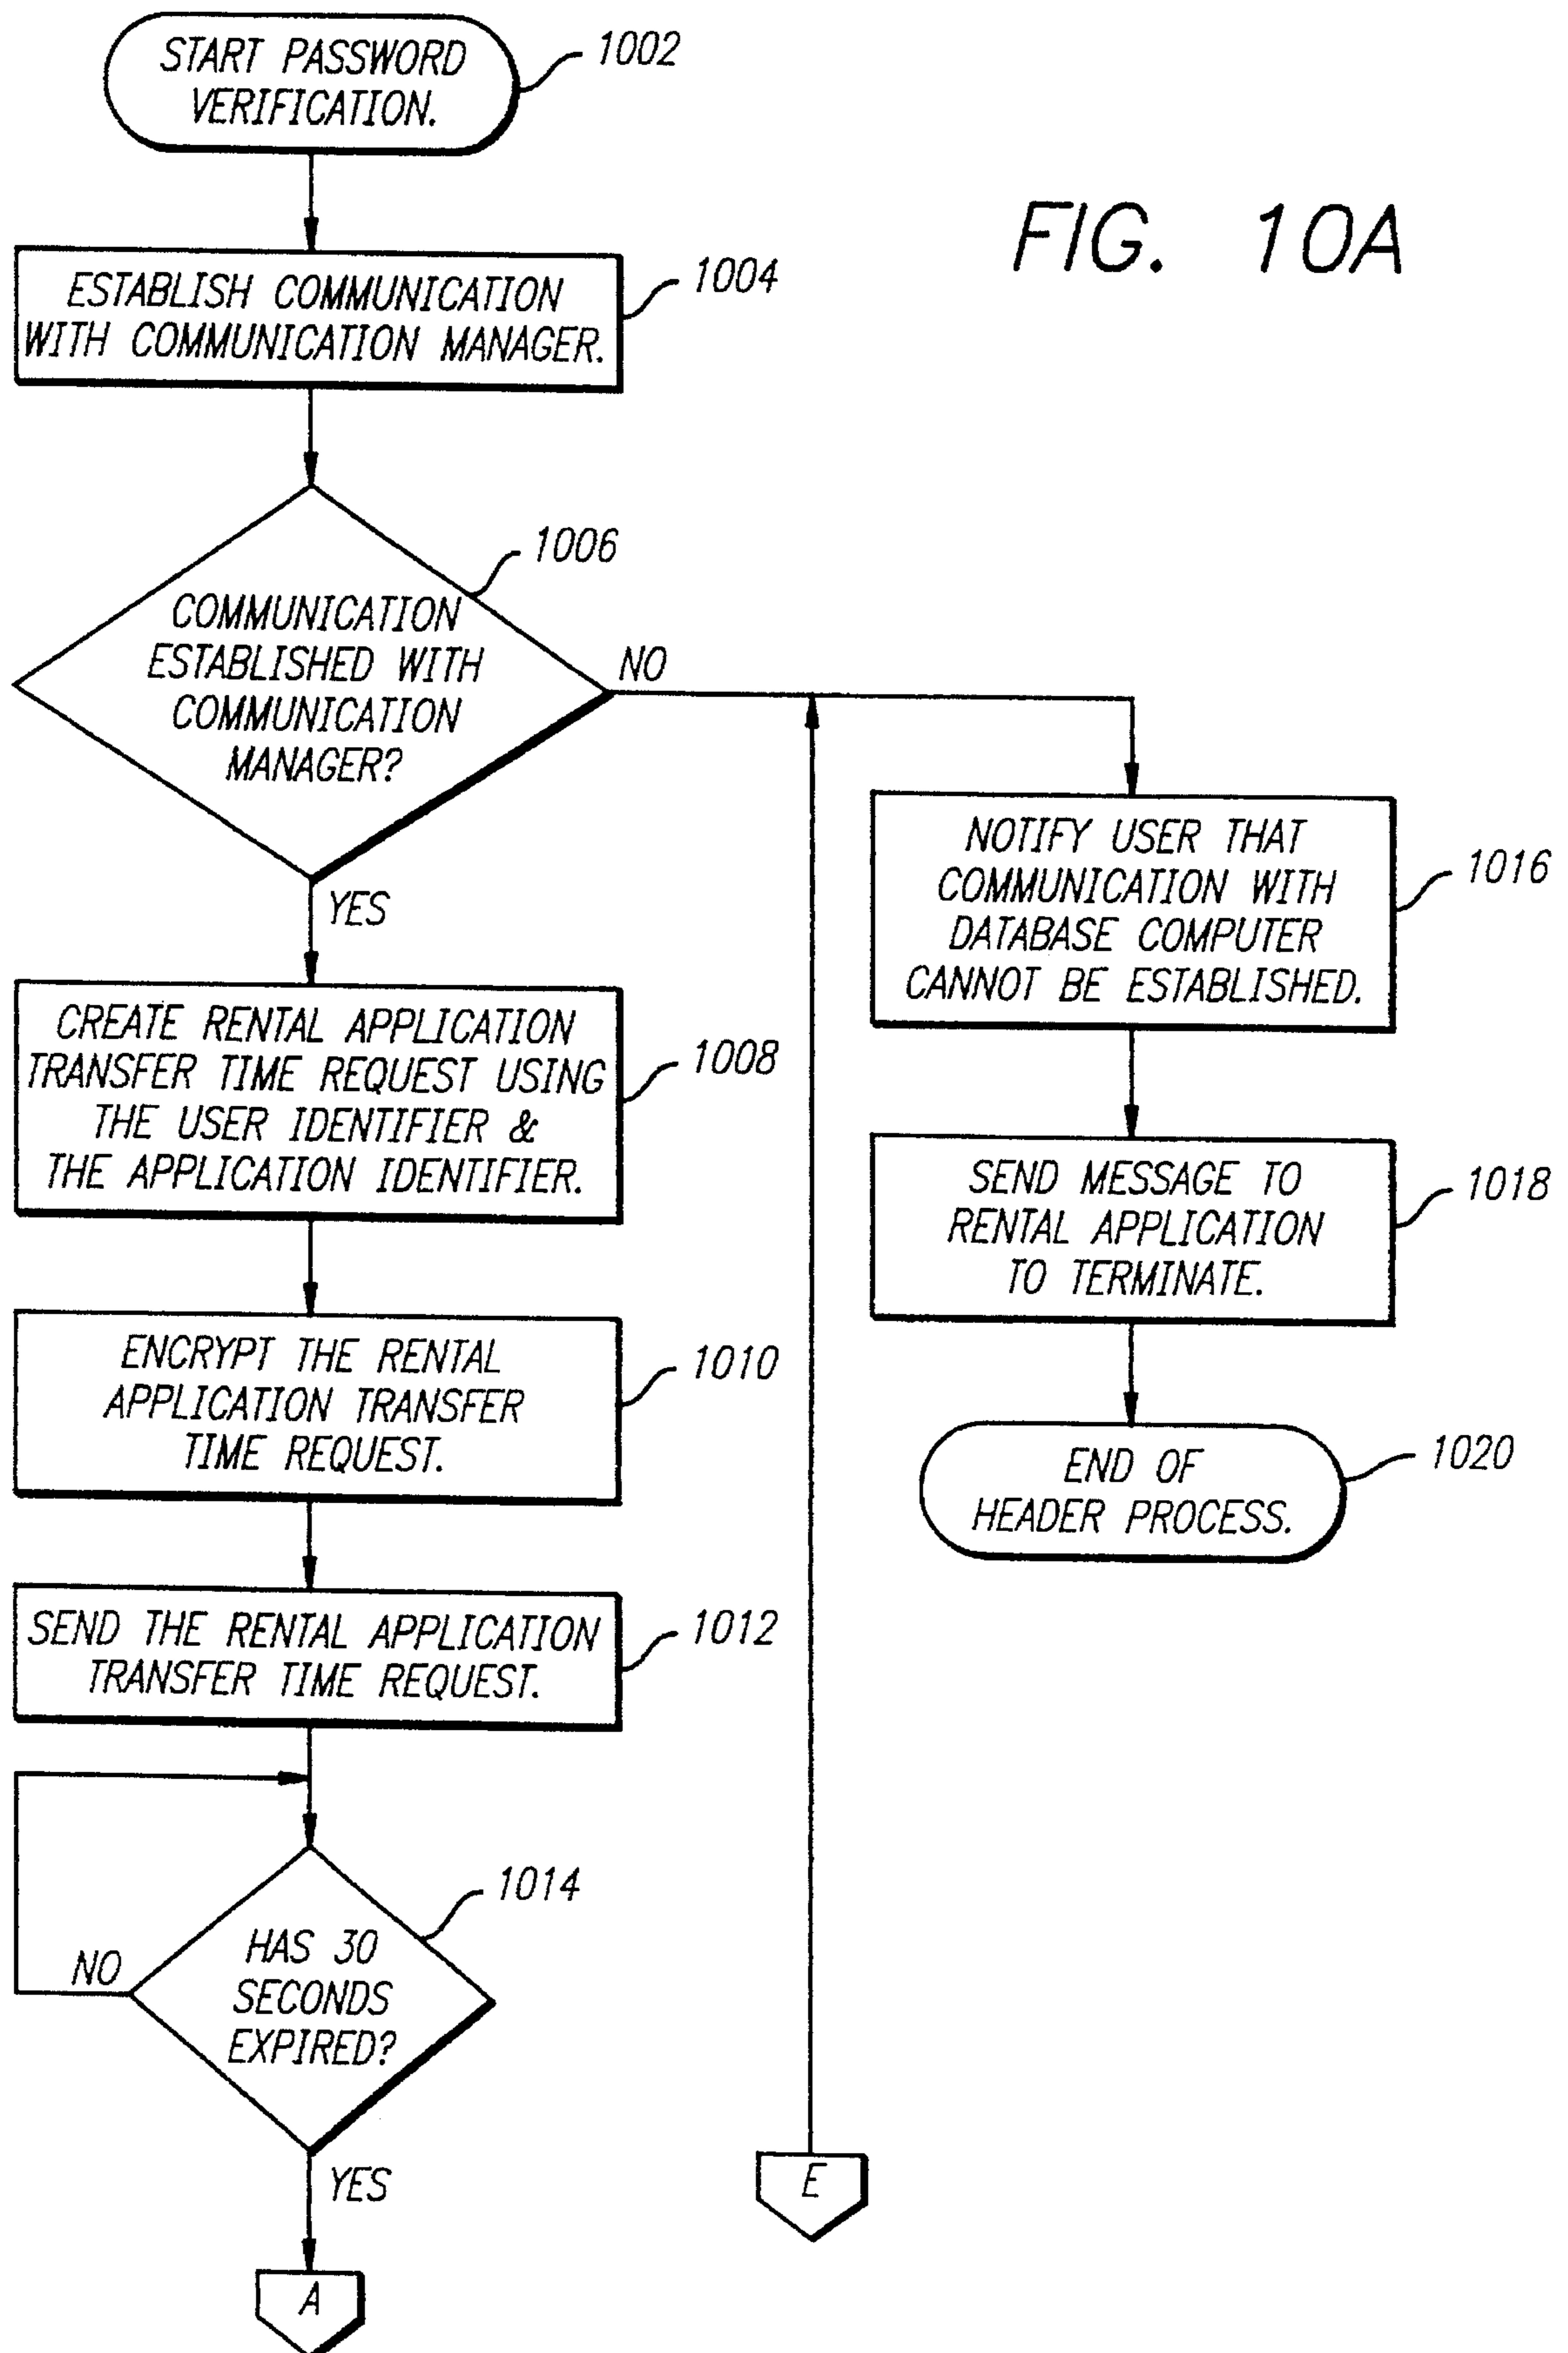 START PASSWORD
VERIFICATION.
1002
FIG. 10A
ESTABLISH COMMUNICATION
WITH COMMUNICATION MANAGER.
1004
COMMUNICATION
ESTABLISHED WITH
COMMUNICATION
MANAGER?
1006
NO
YES
NOTIFY USER THAT
COMMUNICATION WITH
DATABASE COMPUTER
CANNOT BE ESTABLISHED.
1016
CREATE RENTAL APPLICATION
TRANSFER TIME REQUEST USING
THE USER IDENTIFIER &
THE APPLICATION IDENTIFIER.
1008
SEND MESSAGE TO
RENTAL APPLICATION
TO TERMINATE.
1018
ENCRYPT THE RENTAL
APPLICATION TRANSFER
TIME REQUEST.
1010
END OF
HEADER PROCESS.
1020
SEND THE RENTAL APPLICATION
TRANSFER TIME REQUEST.
1012
HAS 30
SECONDS
EXPIRED?
1014
NO
YES
E
A